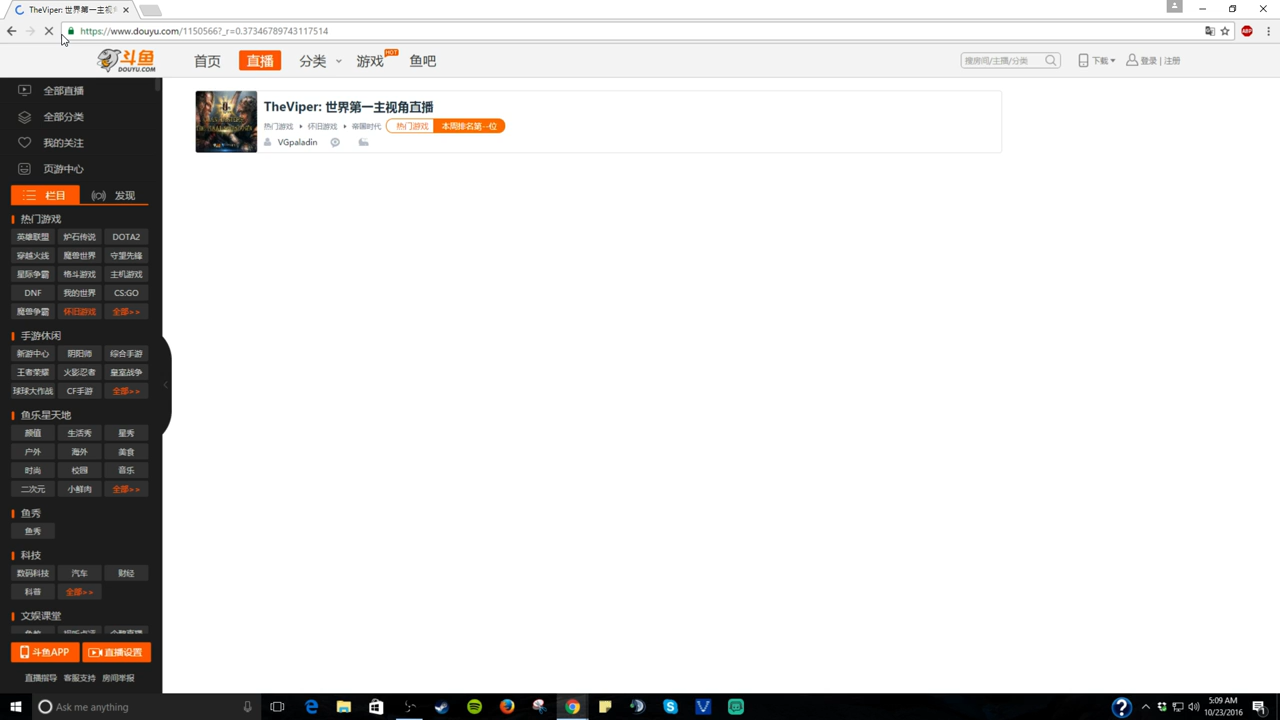 TheViper: 世界第一主视角
https://www.douyu.com/1150566?_r=0.37346789743117514
ABP
斗鱼
DOUYU.COM
首页 直播 分类 游戏 HOT 鱼吧
搜房间/主播/分类
下载 登录 | 注册
全部直播
全部分类
我的关注
页游中心
栏目 发现
热门游戏
英雄联盟 炉石传说 DOTA2
穿越火线 魔兽世界 守望先锋
星际争霸 格斗游戏 主机游戏
DNF 我的世界 CS:GO
魔兽争霸 怀旧游戏 全部>>
手游休闲
新游中心 阴阳师 综合手游
王者荣耀 火影忍者 皇室战争
球球大作战 CF手游 全部>>
鱼乐星天地
颜值 生活秀 星秀
户外 海外 美食
时尚 校园 音乐
二次元 小鲜肉 全部>>
鱼秀
鱼秀
科技
数码科技 汽车 财经
科普 全部>>
文娱课堂
斗鱼APP 直播设置
直播指导 客服支持 房间举报
TheViper: 世界第一主视角直播
热门游戏 怀旧游戏 帝国时代 热门游戏 本周排名第--位
VGpaladin
Ask me anything
5:09 AM
10/23/2016